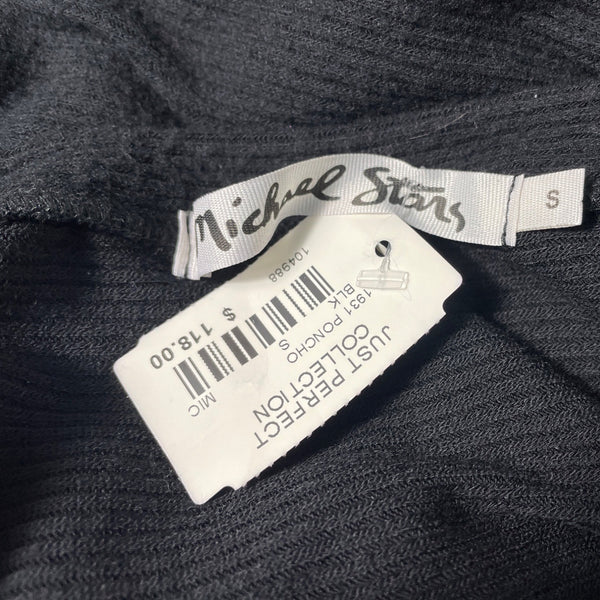 Michael Stars
S
JUST PERFECT
COLLECTION
1931 PONCHO
BLK S
MIC
104988
$ 118.00